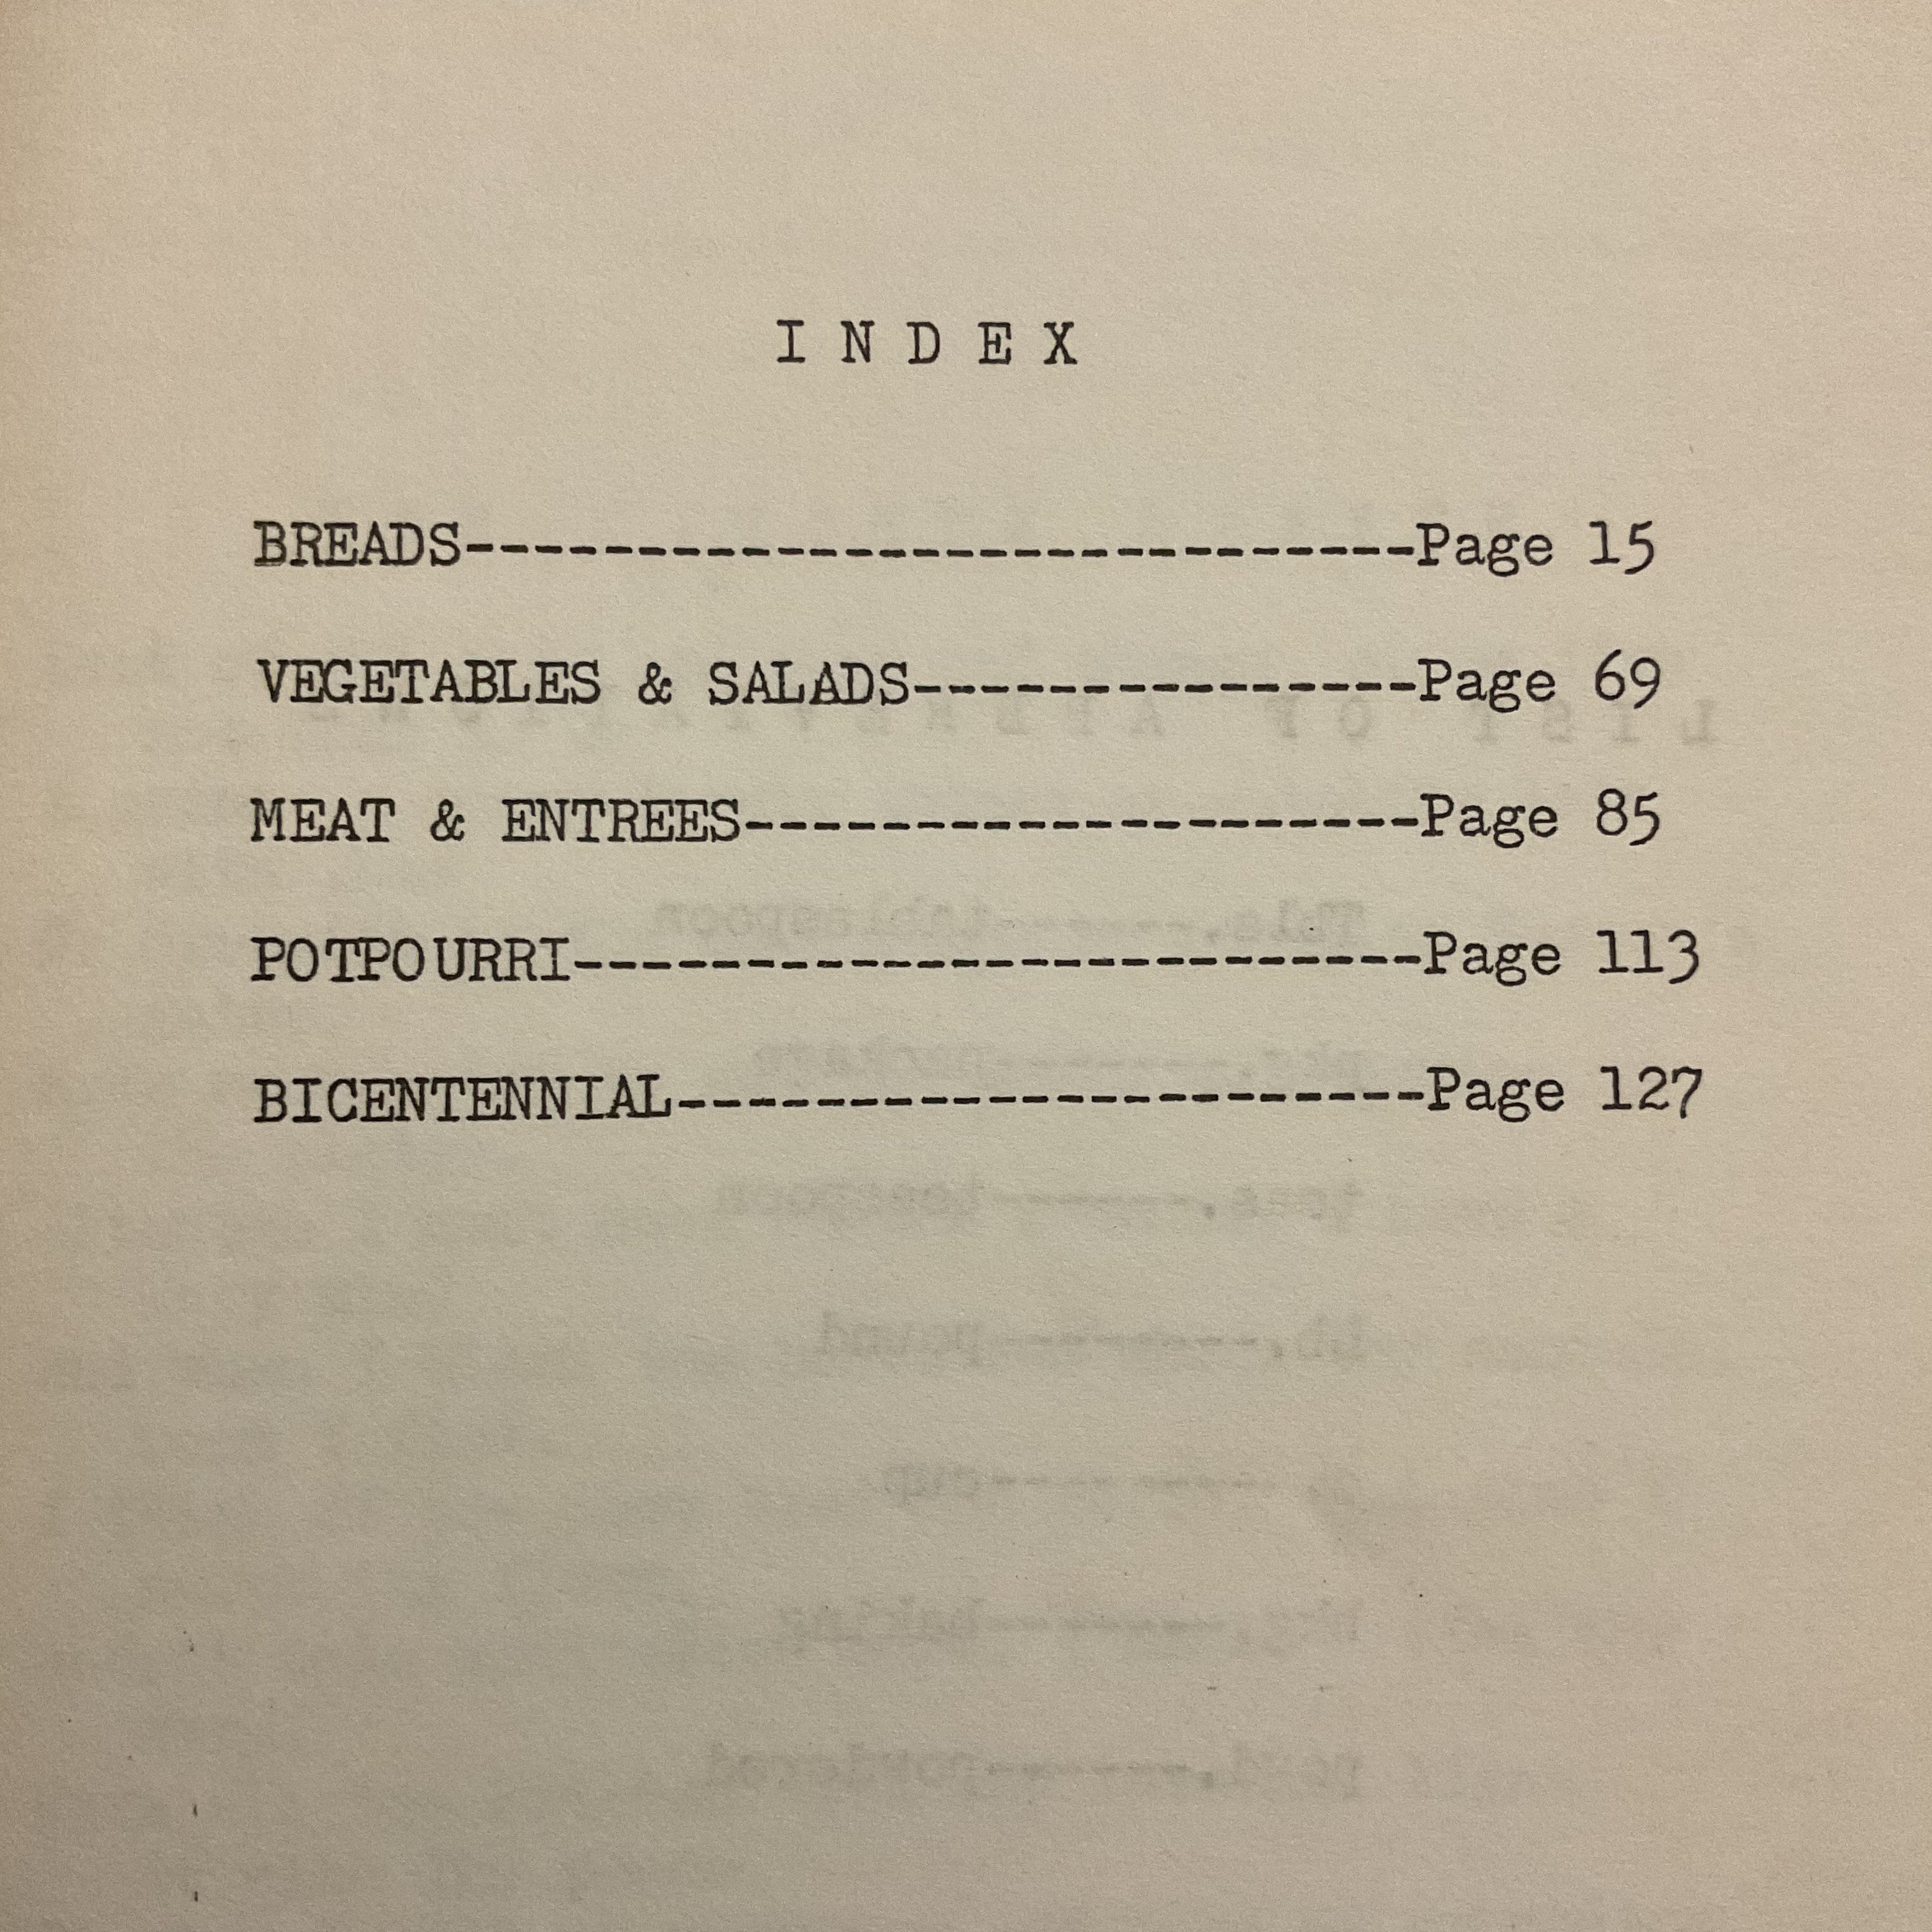 I N D E X
BREADS----------------------------Page 15
VEGETABLES & SALADS---------------Page 69
MEAT & ENTREES--------------------Page 85
POTPOURRI-------------------------Page 113
BICENTENNIAL----------------------Page 127